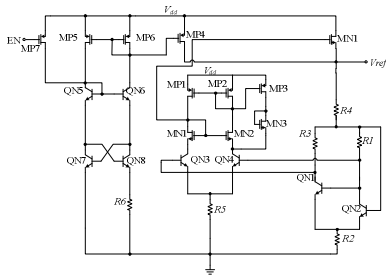 Vdd
EN
MP7
MP5
MP6
MP4
MN1
Vref
Vdd
MP1
MP2
MP3
QN5
QN6
R4
MN3
MN1
MN2
R3
R1
QN7
QN8
QN3
QN4
QN1
R6
R5
QN2
R2